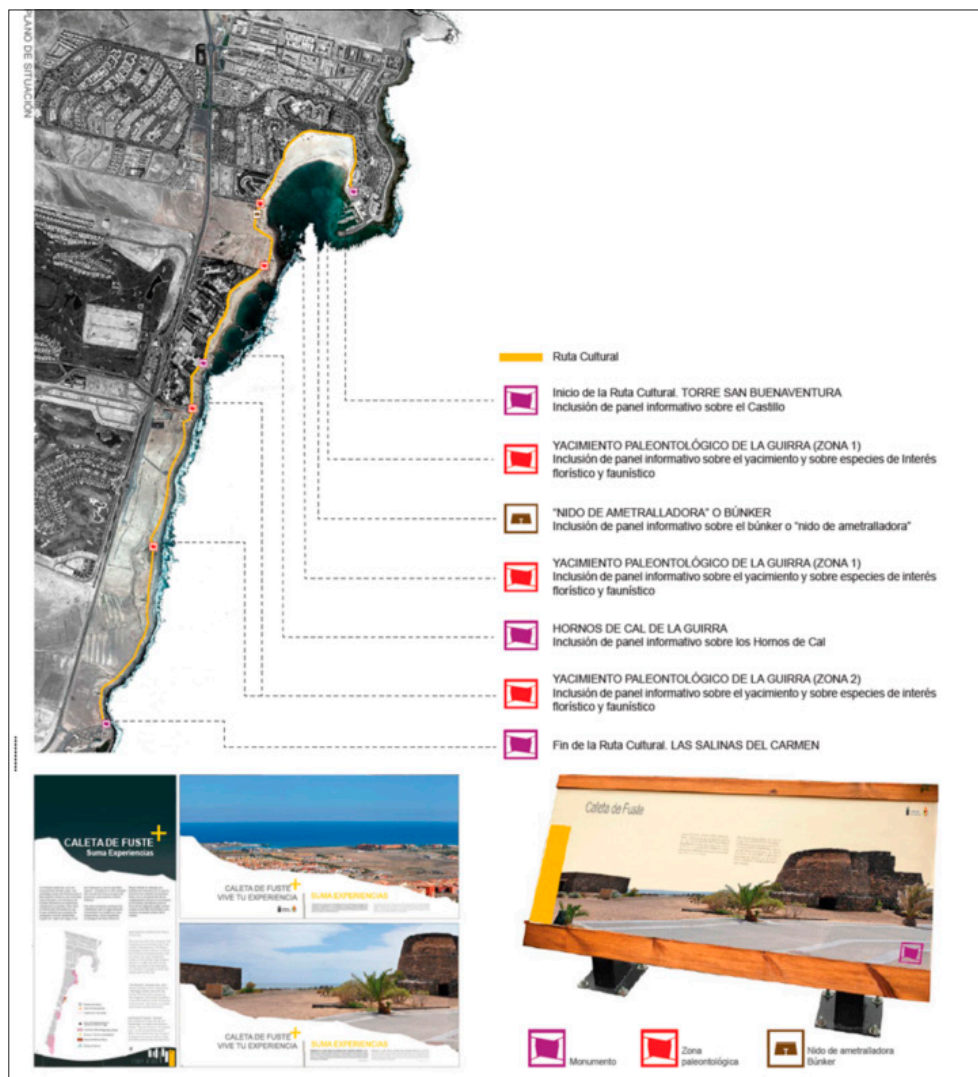 PLANO DE SITUACIÓN
Ruta Cultural
Inicio de la Ruta Cultural. TORRE SAN BUENAVENTURA
Inclusión de panel informativo sobre el Castillo
YACIMIENTO PALEONTOLÓGICO DE LA GUIRRA (ZONA 1)
Inclusión de panel informativo sobre el yacimiento y sobre especies de Interés
florístico y faunístico
“NIDO DE AMETRALLADORA” O BÚNKER
Inclusión de panel informativo sobre el búnker o “nido de ametralladora”
YACIMIENTO PALEONTOLÓGICO DE LA GUIRRA (ZONA 1)
Inclusión de panel informativo sobre el yacimiento y sobre especies de interés
florístico y faunístico
HORNOS DE CAL DE LA GUIRRA
Inclusión de panel informativo sobre los Hornos de Cal
YACIMIENTO PALEONTOLÓGICO DE LA GUIRRA (ZONA 2)
Inclusión de panel informativo sobre el yacimiento y sobre especies de interés
florístico y faunístico
Fin de la Ruta Cultural. LAS SALINAS DEL CARMEN
CALETA DE FUSTE +
Suma Experiencias
CALETA DE FUSTE +
VIVE TU EXPERIENCIA
SUMA EXPERIENCIAS
CALETA DE FUSTE +
VIVE TU EXPERIENCIA
SUMA EXPERIENCIAS
Caleta de Fuste
Monumento
Zona
paleontológica
Nido de ametralladora
Búnker